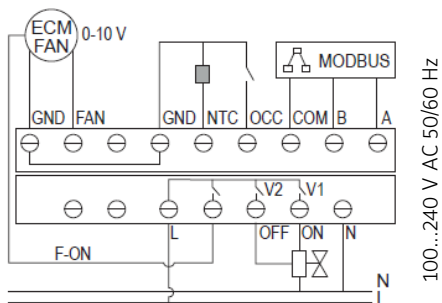 ECM
FAN
0-10 V
MODBUS
GND FAN GND NTC OCC COM B A
V2 V1
L OFF ON N
F-ON
N
L
100...240 V AC 50/60 Hz